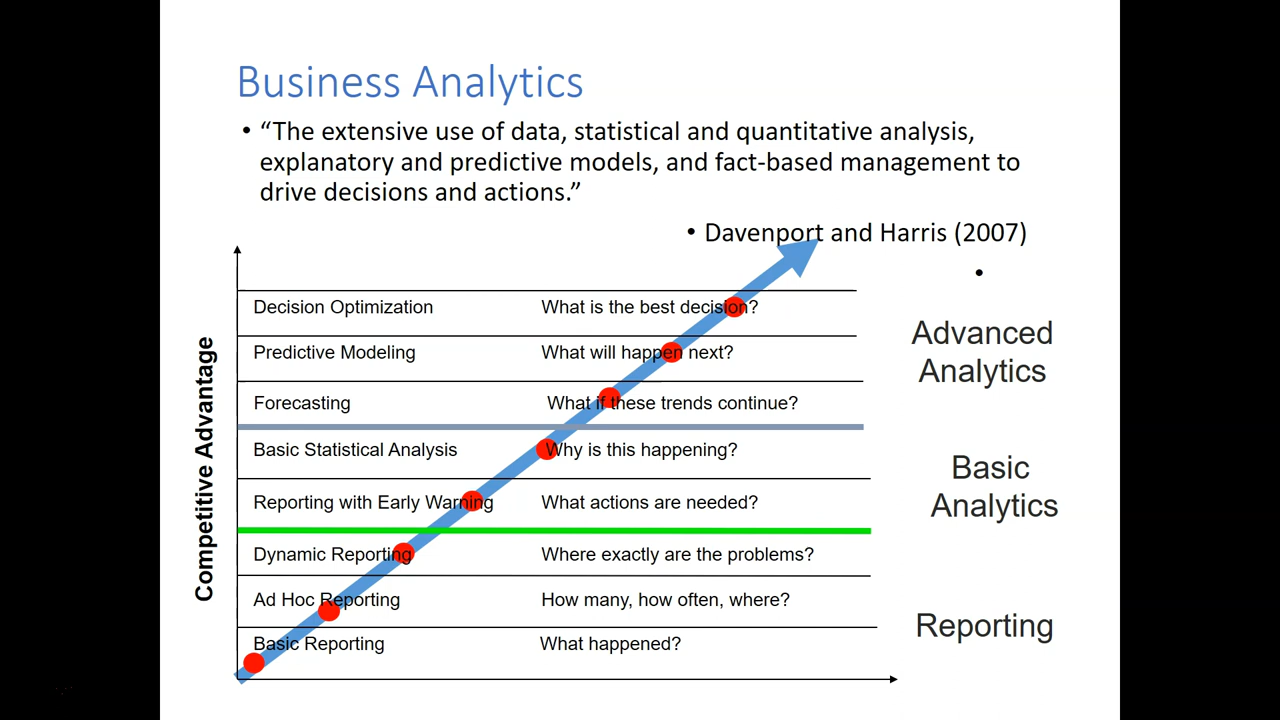 Business Analytics
• “The extensive use of data, statistical and quantitative analysis,
explanatory and predictive models, and fact-based management to
drive decisions and actions.”
• Davenport and Harris (2007)
•
Competitive Advantage
Decision Optimization What is the best decision?
Predictive Modeling What will happen next?
Forecasting What if these trends continue?
Advanced
Analytics
Basic Statistical Analysis Why is this happening?
Reporting with Early Warning What actions are needed?
Basic
Analytics
Dynamic Reporting Where exactly are the problems?
Ad Hoc Reporting How many, how often, where?
Basic Reporting What happened?
Reporting